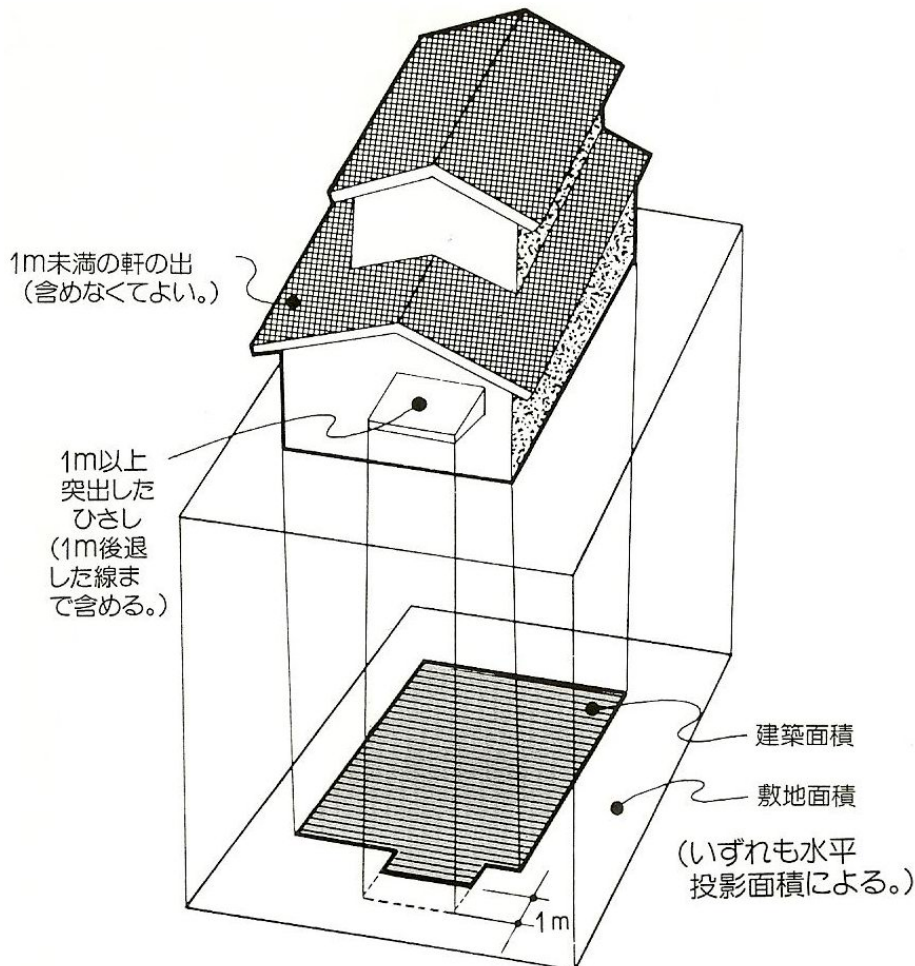 1m未満の軒の出
(含めなくてよい。)
1m以上
突出した
ひさし
(1m後退
した線ま
で含める。)
建築面積
敷地面積
(いずれも水平
投影面積による。)
1m